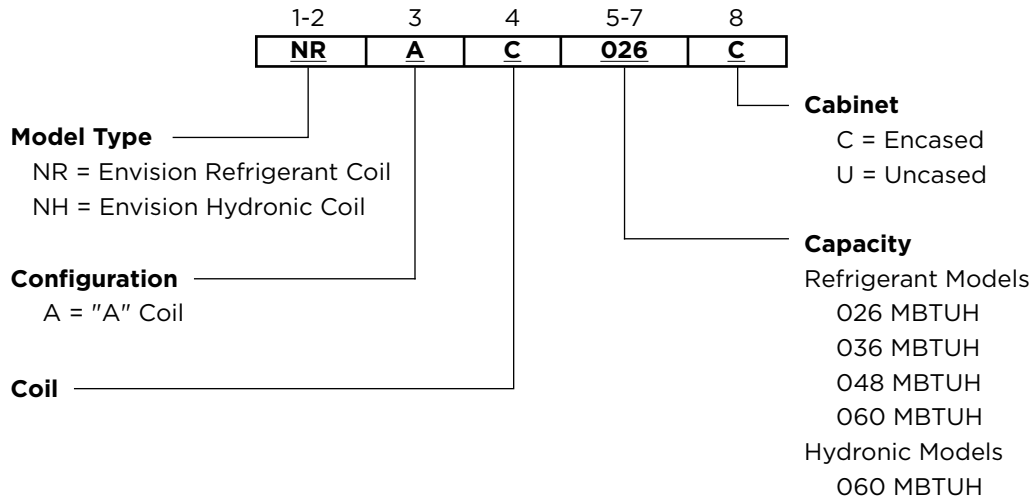 1-2 3 4 5-7 8
NR A C 026 C
Model Type
NR = Envision Refrigerant Coil
NH = Envision Hydronic Coil
Configuration
A = "A" Coil
Coil
Cabinet
C = Encased
U = Uncased
Capacity
Refrigerant Models
026 MBTUH
036 MBTUH
048 MBTUH
060 MBTUH
Hydronic Models
060 MBTUH